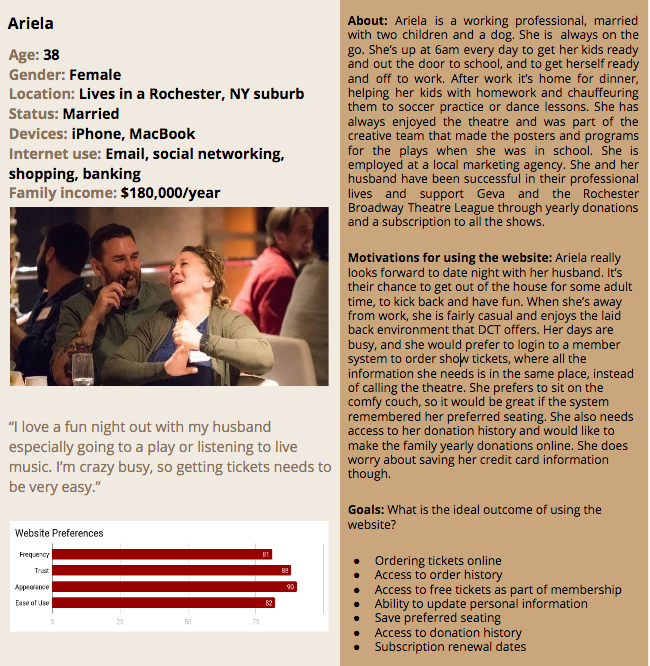 Ariela
Age: 38
Gender: Female
Location: Lives in a Rochester, NY suburb
Status: Married
Devices: iPhone, MacBook
Internet use: Email, social networking,
shopping, banking
Family income: $180,000/year
“I love a fun night out with my husband
especially going to a play or listening to live
music. I’m crazy busy, so getting tickets needs to
be very easy.”
Website Preferences
Frequency 81
Trust 88
Appearance 90
Ease of Use 82
0 25 50 75
About: Ariela is a working professional, married
with two children and a dog. She is always on the
go. She’s up at 6am every day to get her kids ready
and out the door to school, and to get herself ready
and off to work. After work it’s home for dinner,
helping her kids with homework and chauffeuring
them to soccer practice or dance lessons. She has
always enjoyed the theatre and was part of the
creative team that made the posters and programs
for the plays when she was in school. She is
employed at a local marketing agency. She and her
husband have been successful in their professional
lives and support Geva and the Rochester
Broadway Theatre League through yearly donations
and a subscription to all the shows.
Motivations for using the website: Ariela really
looks forward to date night with her husband. It’s
their chance to get out of the house for some adult
time, to kick back and have fun. When she’s away
from work, she is fairly casual and enjoys the laid
back environment that DCT offers. Her days are
busy, and she would prefer to login to a member
system to order show tickets, where all the
information she needs is in the same place, instead
of calling the theatre. She prefers to sit on the
comfy couch, so it would be great if the system
remembered her preferred seating. She also needs
access to her donation history and would like to
make the family yearly donations online. She does
worry about saving her credit card information
though.
Goals: What is the ideal outcome of using the
website?
● Ordering tickets online
● Access to order history
● Access to free tickets as part of membership
● Ability to update personal information
● Save preferred seating
● Access to donation history
● Subscription renewal dates